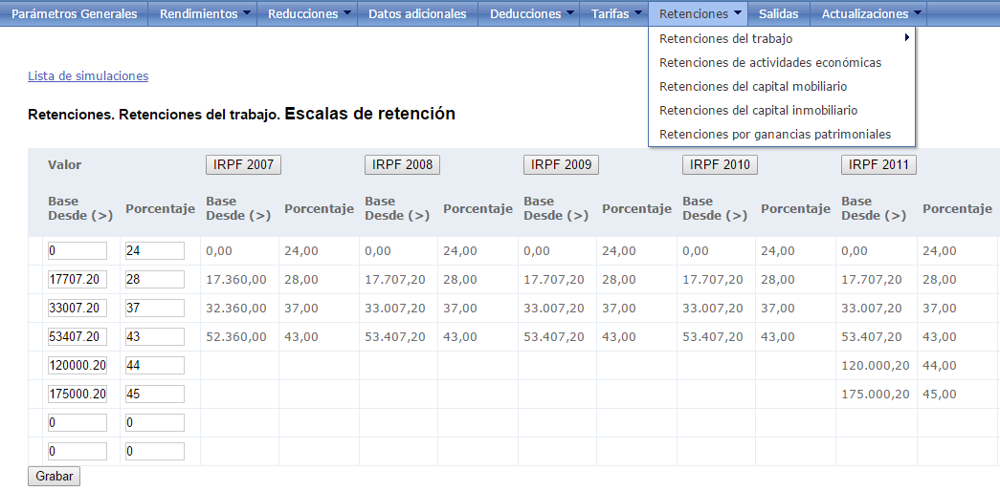 Parámetros Generales Rendimientos Reducciones Datos adicionales Deducciones Tarifas Retenciones Salidas Actualizaciones
Retenciones del trabajo
Retenciones de actividades económicas
Retenciones del capital mobiliario
Retenciones del capital inmobiliario
Retenciones por ganancias patrimoniales
Lista de simulaciones
Retenciones. Retenciones del trabajo. Escalas de retención
Valor IRPF 2007 IRPF 2008 IRPF 2009 IRPF 2010 IRPF 2011
Base Desde (>) Porcentaje Base Desde (>) Porcentaje Base Desde (>) Porcentaje Base Desde (>) Porcentaje Base Desde (>) Porcentaje Base Desde (>) Porcentaje
0 24 0,00 24,00 0,00 24,00 0,00 24,00 0,00 24,00 0,00 24,00
17707.20 28 17.360,00 28,00 17.707,20 28,00 17.707,20 28,00 17.707,20 28,00 17.707,20 28,00
33007.20 37 32.360,00 37,00 33.007,20 37,00 33.007,20 37,00 33.007,20 37,00 33.007,20 37,00
53407.20 43 52.360,00 43,00 53.407,20 43,00 53.407,20 43,00 53.407,20 43,00 53.407,20 43,00
120000.20 44 120.000,20 44,00
175000.20 45 175.000,20 45,00
0 0
0 0
Grabar